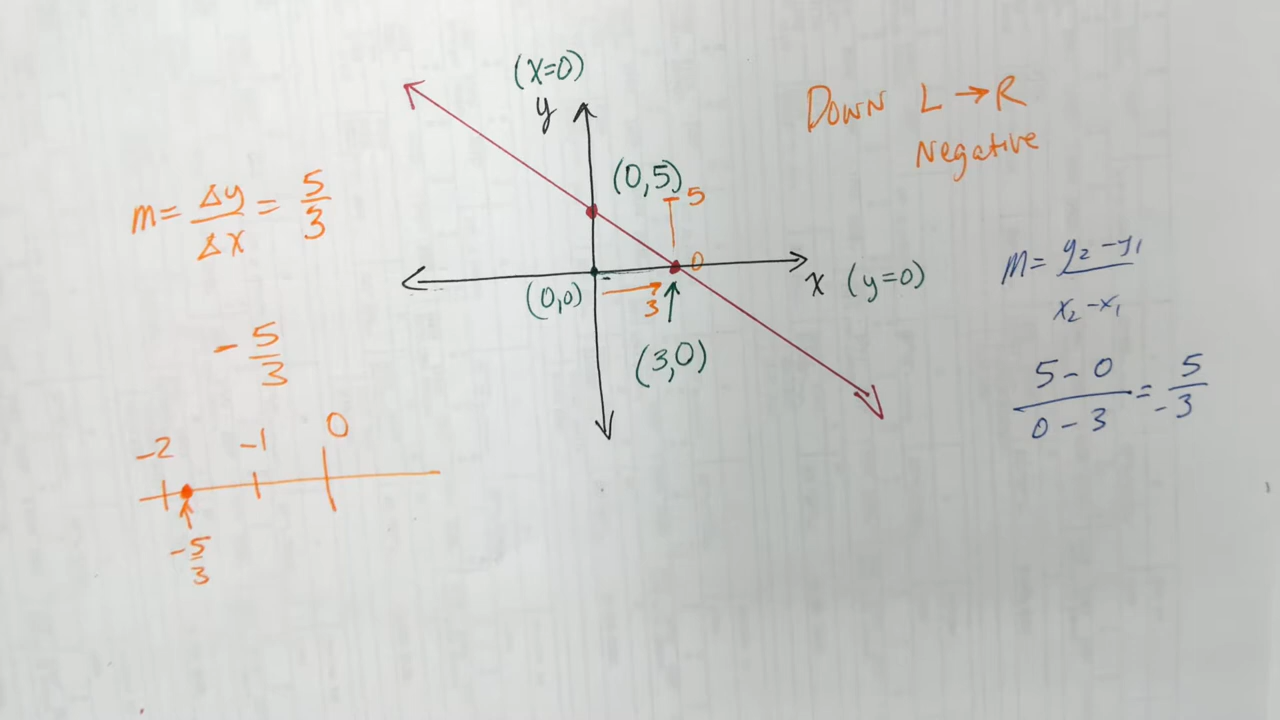 (x=0)
y
Down L → R
Negative
(0,5)
5
m = Δy/Δx = 5/3
0
x (y=0)
(0,0)
3
(3,0)
m = y₂ - y₁ / x₂ - x₁
5 - 0 / 0 - 3 = 5/-3
- 5/3
-2 -1 0
-5/3